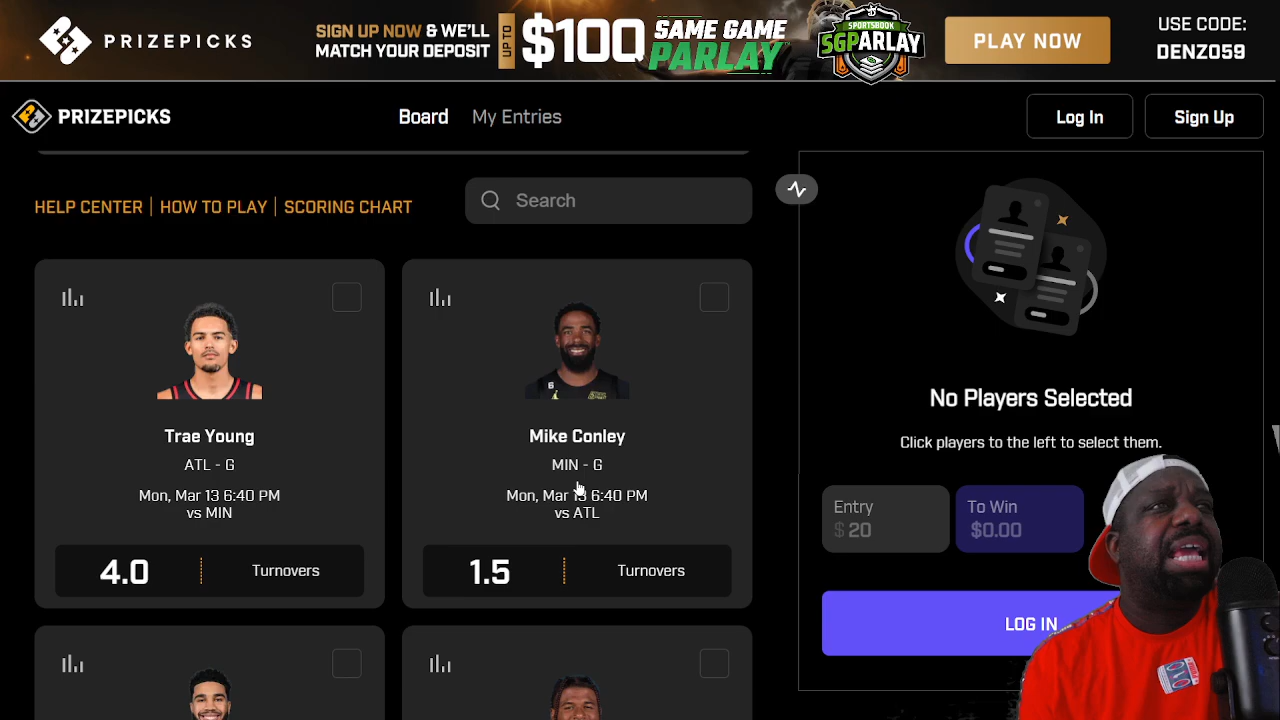 PRIZEPICKS
SIGN UP NOW & WE'LL
MATCH YOUR DEPOSIT
UP TO
$100
SAME GAME
PARLAY
SPORTSBOOK
SGPARLAY
PLAY NOW
USE CODE:
DENZO59
PRIZEPICKS
Board
My Entries
Log In
Sign Up
HELP CENTER | HOW TO PLAY | SCORING CHART
Search
Trae Young
ATL - G
Mon, Mar 13 6:40 PM
vs MIN
4.0
Turnovers
Mike Conley
MIN - G
Mon, Mar 13 6:40 PM
vs ATL
1.5
Turnovers
No Players Selected
Click players to the left to select them.
Entry
$ 20
To Win
$0.00
LOG IN